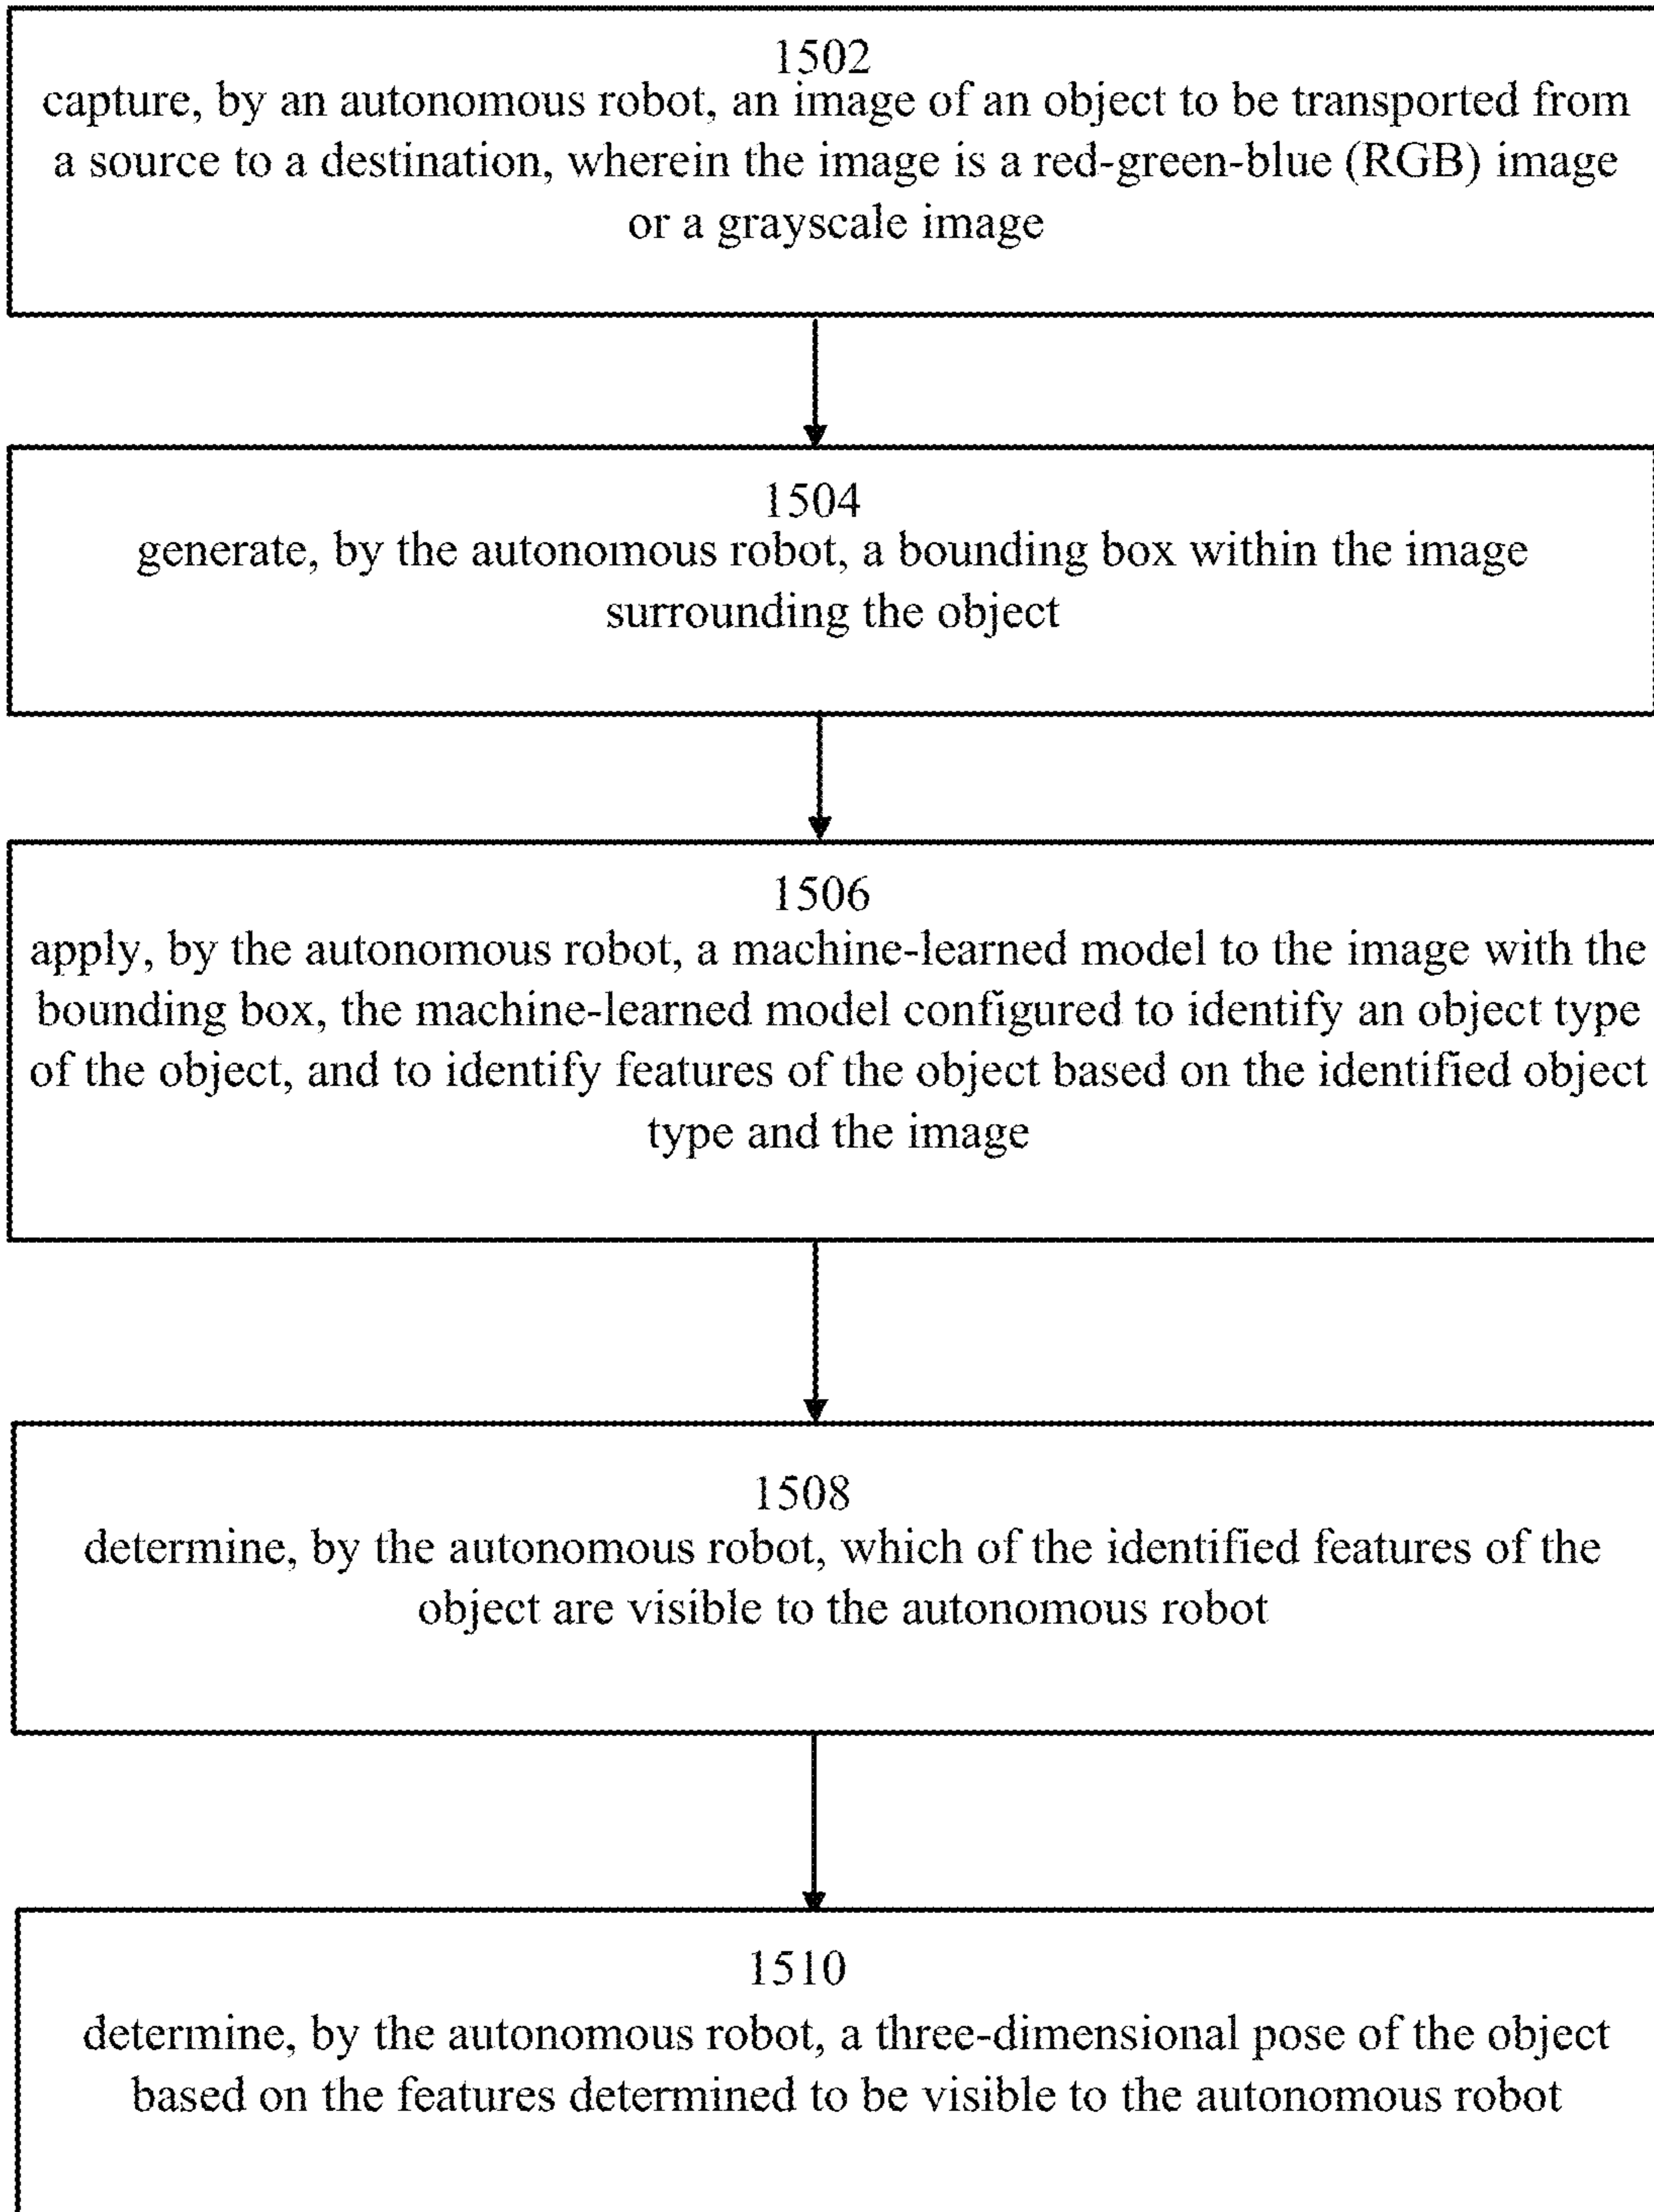 1502
capture, by an autonomous robot, an image of an object to be transported from
a source to a destination, wherein the image is a red-green-blue (RGB) image
or a grayscale image
1504
generate, by the autonomous robot, a bounding box within the image
surrounding the object
1506
apply, by the autonomous robot, a machine-learned model to the image with the
bounding box, the machine-learned model configured to identify an object type
of the object, and to identify features of the object based on the identified object
type and the image
1508
determine, by the autonomous robot, which of the identified features of the
object are visible to the autonomous robot
1510
determine, by the autonomous robot, a three-dimensional pose of the object
based on the features determined to be visible to the autonomous robot